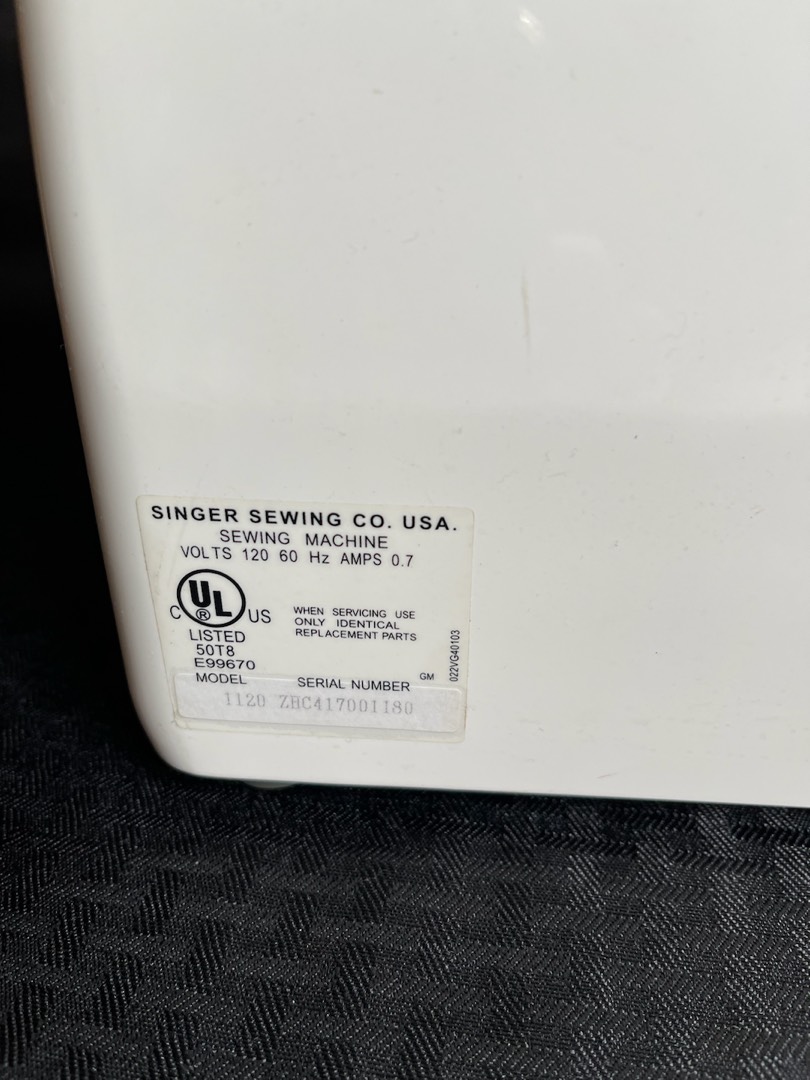 SINGER SEWING CO. USA.
SEWING MACHINE
VOLTS 120 60 Hz AMPS 0.7
C UL ® US
LISTED
50T8
E99670
WHEN SERVICING USE
ONLY IDENTICAL
REPLACEMENT PARTS
022VG40103
MODEL SERIAL NUMBER GM
1120 ZHC417001180